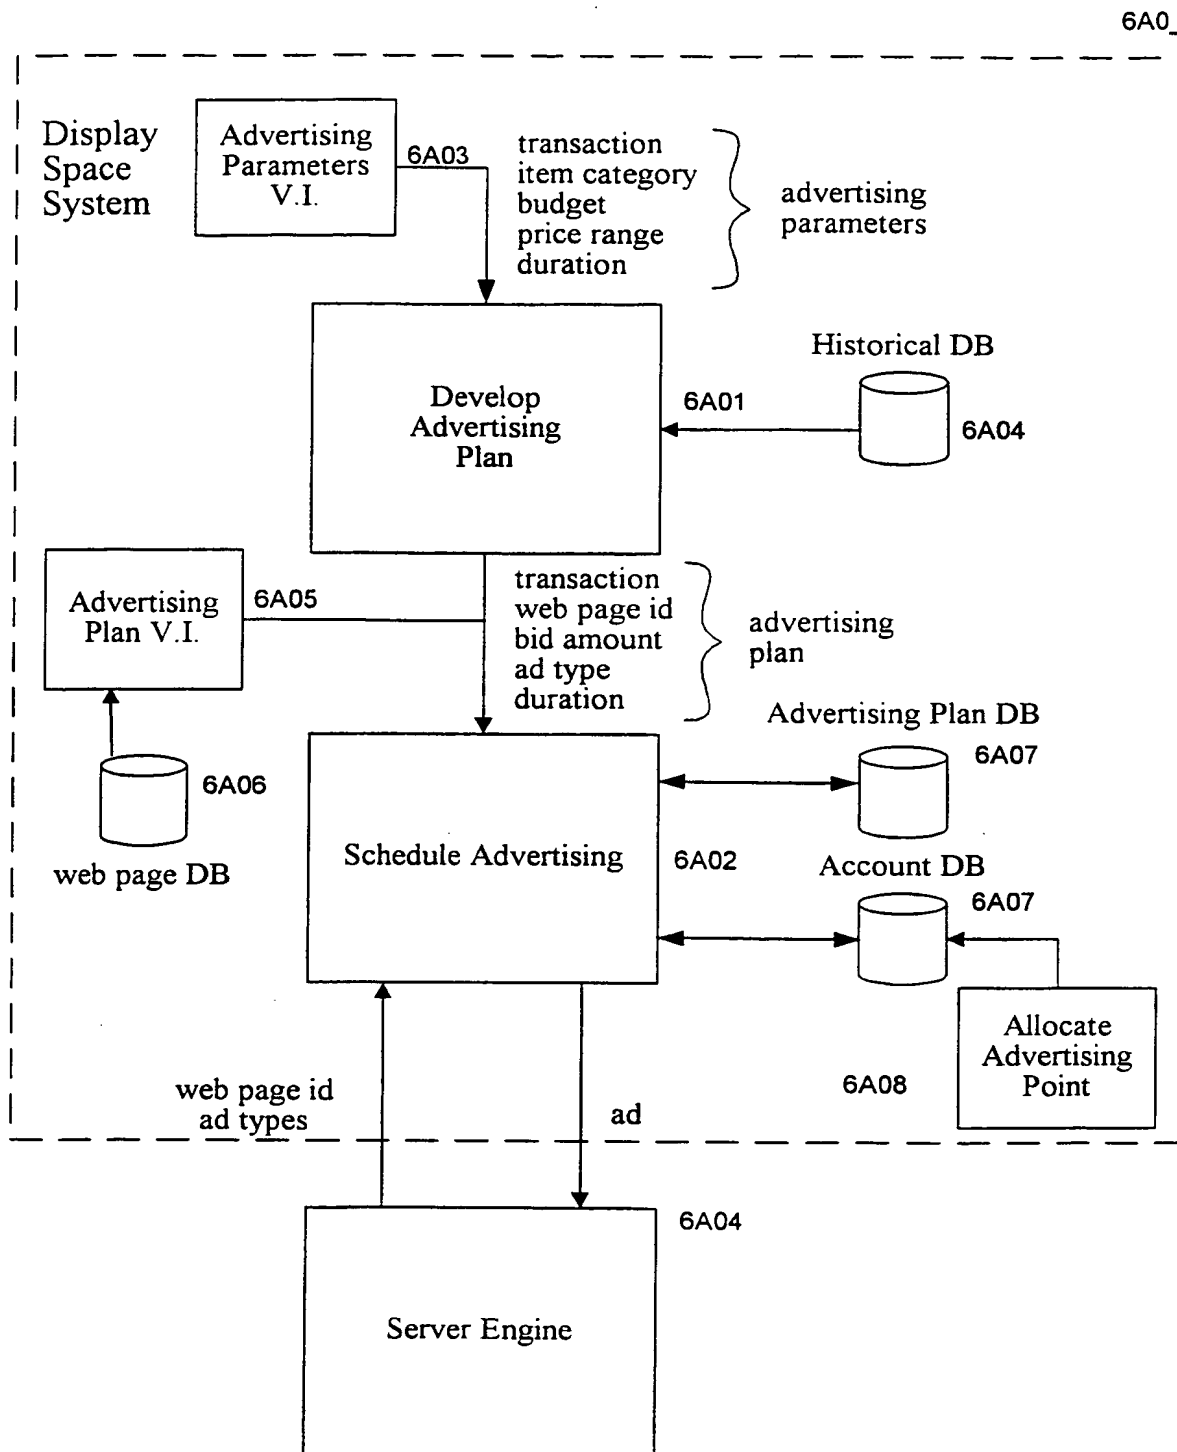 6A0_
Display
Space
System
Advertising
Parameters
V.I.
6A03
transaction
item category
budget
price range
duration
advertising
parameters
Historical DB
Develop
Advertising
Plan
6A01
6A04
Advertising
Plan V.I.
6A05
transaction
web page id
bid amount
ad type
duration
advertising
plan
Advertising Plan DB
6A07
6A06
web page DB
Schedule Advertising
6A02
Account DB
6A07
Allocate
Advertising
Point
6A08
web page id
ad types
ad
6A04
Server Engine